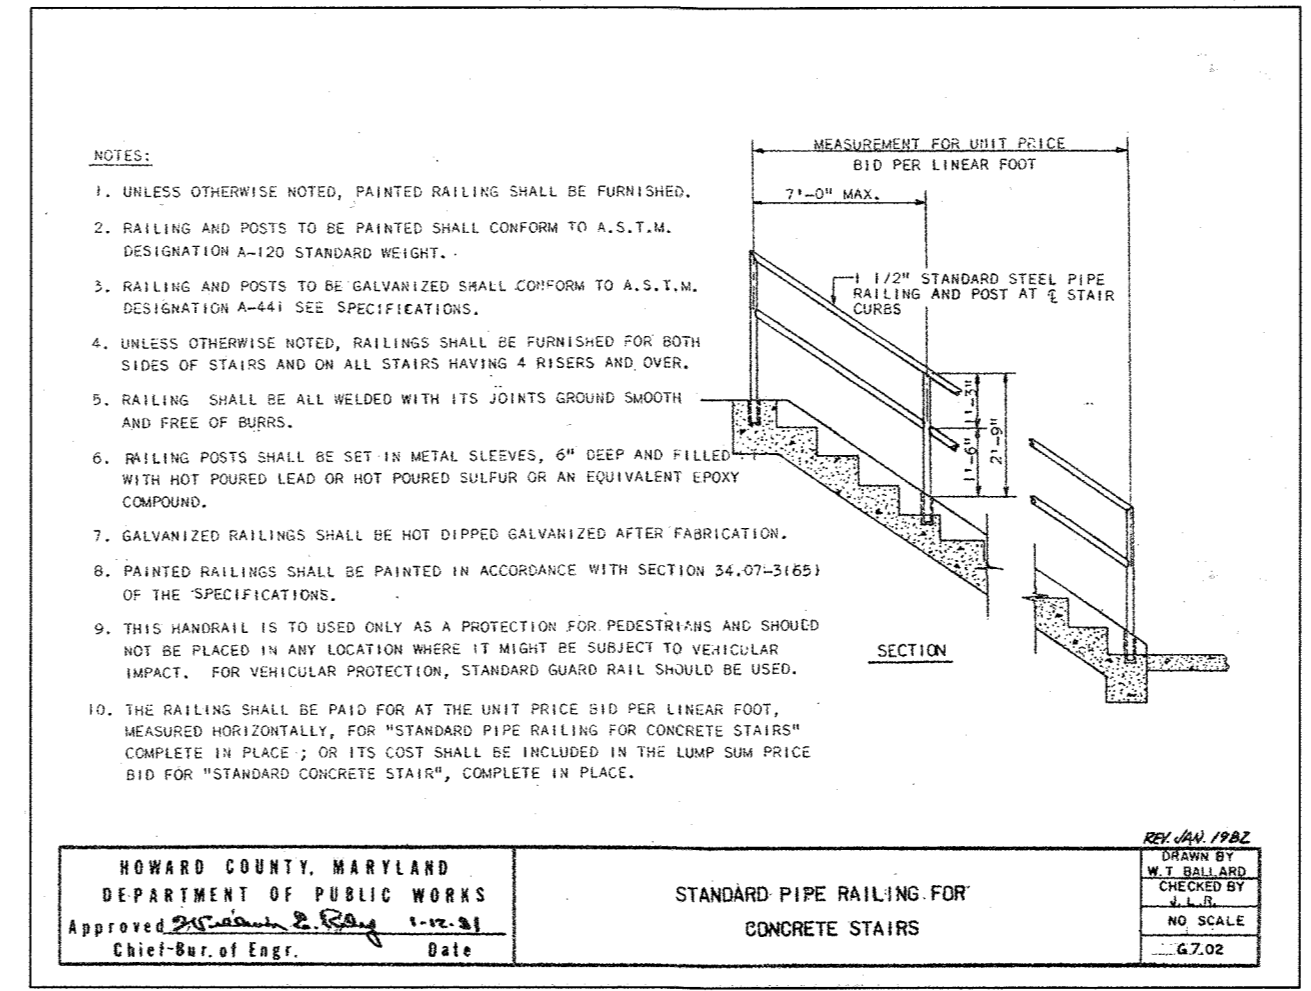 NOTES:
1. UNLESS OTHERWISE NOTED, PAINTED RAILING SHALL BE FURNISHED.
2. RAILING AND POSTS TO BE PAINTED SHALL CONFORM TO A.S.T.M.
DESIGNATION A-120 STANDARD WEIGHT.
3. RAILING AND POSTS TO BE GALVANIZED SHALL CONFORM TO A.S.T.M.
DESIGNATION A-441 SEE SPECIFICATIONS.
4. UNLESS OTHERWISE NOTED, RAILINGS SHALL BE FURNISHED FOR BOTH
SIDES OF STAIRS AND ON ALL STAIRS HAVING 4 RISERS AND OVER.
5. RAILING SHALL BE ALL WELDED WITH ITS JOINTS GROUND SMOOTH
AND FREE OF BURRS.
6. RAILING POSTS SHALL BE SET IN METAL SLEEVES, 6" DEEP AND FILLED
WITH HOT POURED LEAD OR HOT POURED SULFUR OR AN EQUIVALENT EPOXY
COMPOUND.
7. GALVANIZED RAILINGS SHALL BE HOT DIPPED GALVANIZED AFTER FABRICATION.
8. PAINTED RAILINGS SHALL BE PAINTED IN ACCORDANCE WITH SECTION 34.07-3(65)
OF THE SPECIFICATIONS.
9. THIS HANDRAIL IS TO USED ONLY AS A PROTECTION FOR PEDESTRIANS AND SHOULD
NOT BE PLACED IN ANY LOCATION WHERE IT MIGHT BE SUBJECT TO VEHICULAR
IMPACT. FOR VEHICULAR PROTECTION, STANDARD GUARD RAIL SHOULD BE USED.
10. THE RAILING SHALL BE PAID FOR AT THE UNIT PRICE BID PER LINEAR FOOT,
MEASURED HORIZONTALLY, FOR "STANDARD PIPE RAILING FOR CONCRETE STAIRS"
COMPLETE IN PLACE ; OR ITS COST SHALL BE INCLUDED IN THE LUMP SUM PRICE
BID FOR "STANDARD CONCRETE STAIR", COMPLETE IN PLACE.
MEASUREMENT FOR UNIT PRICE
BID PER LINEAR FOOT
7'-0" MAX.
1 1/2" STANDARD STEEL PIPE
RAILING AND POST AT ℄ STAIR
CURBS
1'-3"
1'-6"
2'-9"
SECTION
REV. JAN. 1982
HOWARD COUNTY, MARYLAND
DEPARTMENT OF PUBLIC WORKS
Approved 1-12-81
Chief-Bur. of Engr. Date
STANDARD PIPE RAILING FOR
CONCRETE STAIRS
DRAWN BY
W.T BALLARD
CHECKED BY
J.L.R.
NO SCALE
G7.02